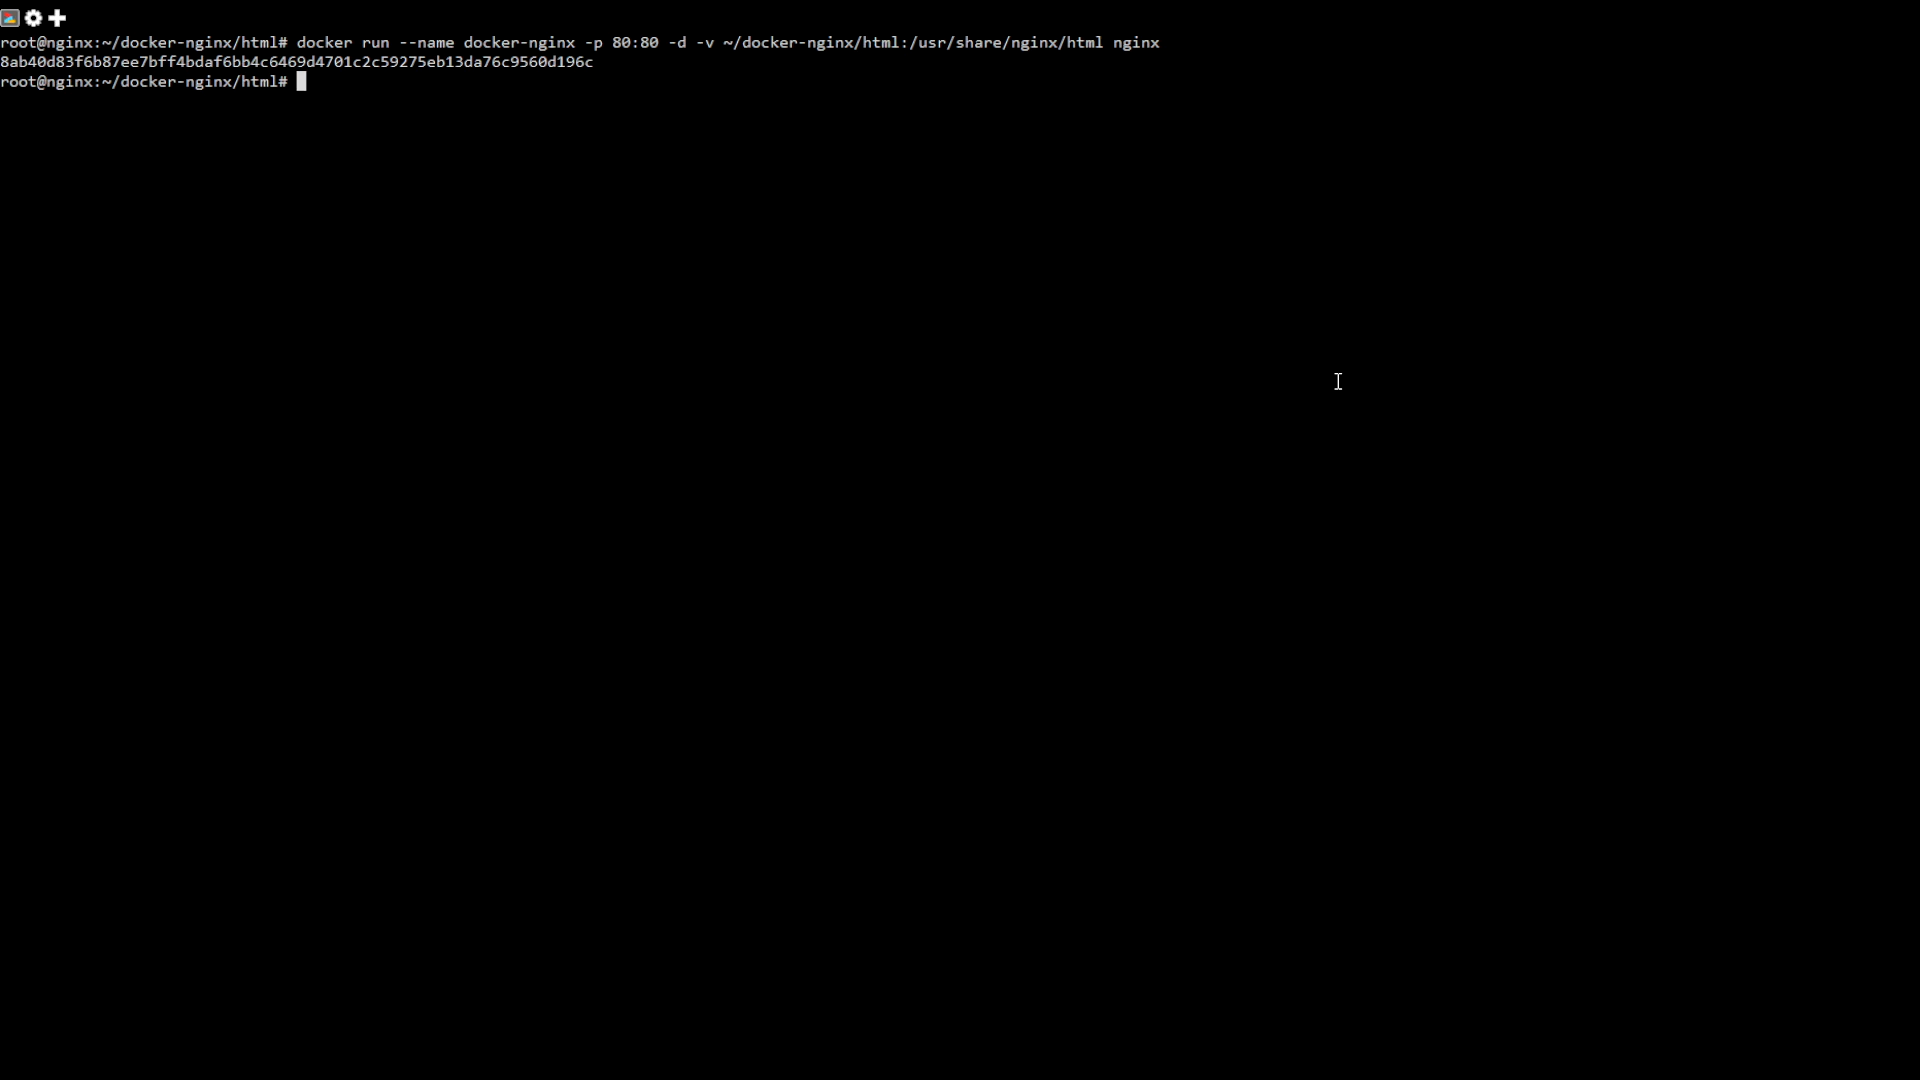 root@nginx:~/docker-nginx/html# docker run --name docker-nginx -p 80:80 -d -v ~/docker-nginx/html:/usr/share/nginx/html nginx
8ab40d83f6b87ee7bff4bdaf6bb4c6469d4701c2c59275eb13da76c9560d196c
root@nginx:~/docker-nginx/html#